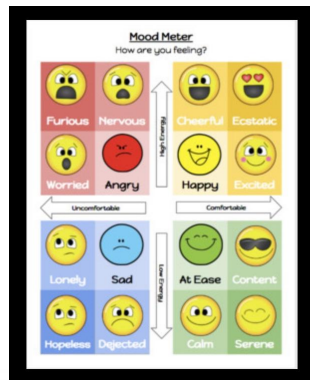 Mood Meter
How are you feeling?
Furious Nervous Cheerful Ecstatic
High Energy
Worried Angry Happy Excited
Uncomfortable Comfortable
Lonely Sad At Ease Content
Low Energy
Hopeless Dejected Calm Serene